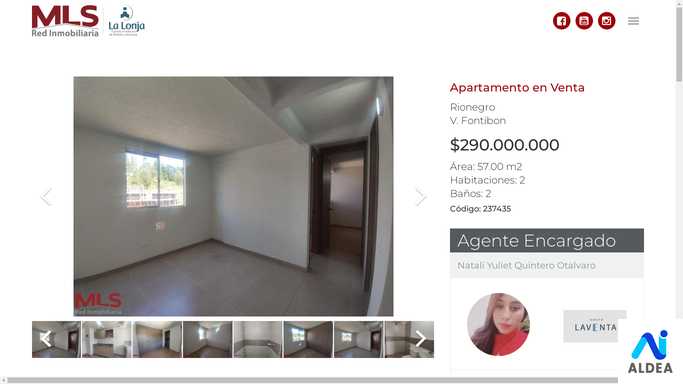 MLS
Red Inmobiliaria
La Lonja
Apartamento en Venta
Rionegro
V. Fontibon
$290.000.000
Área: 57.00 m2
Habitaciones: 2
Baños: 2
Código: 237435
MLS
Red Inmobiliaria
Agente Encargado
Natali Yuliet Quintero Otalvaro
LAVENTA
ALDEA